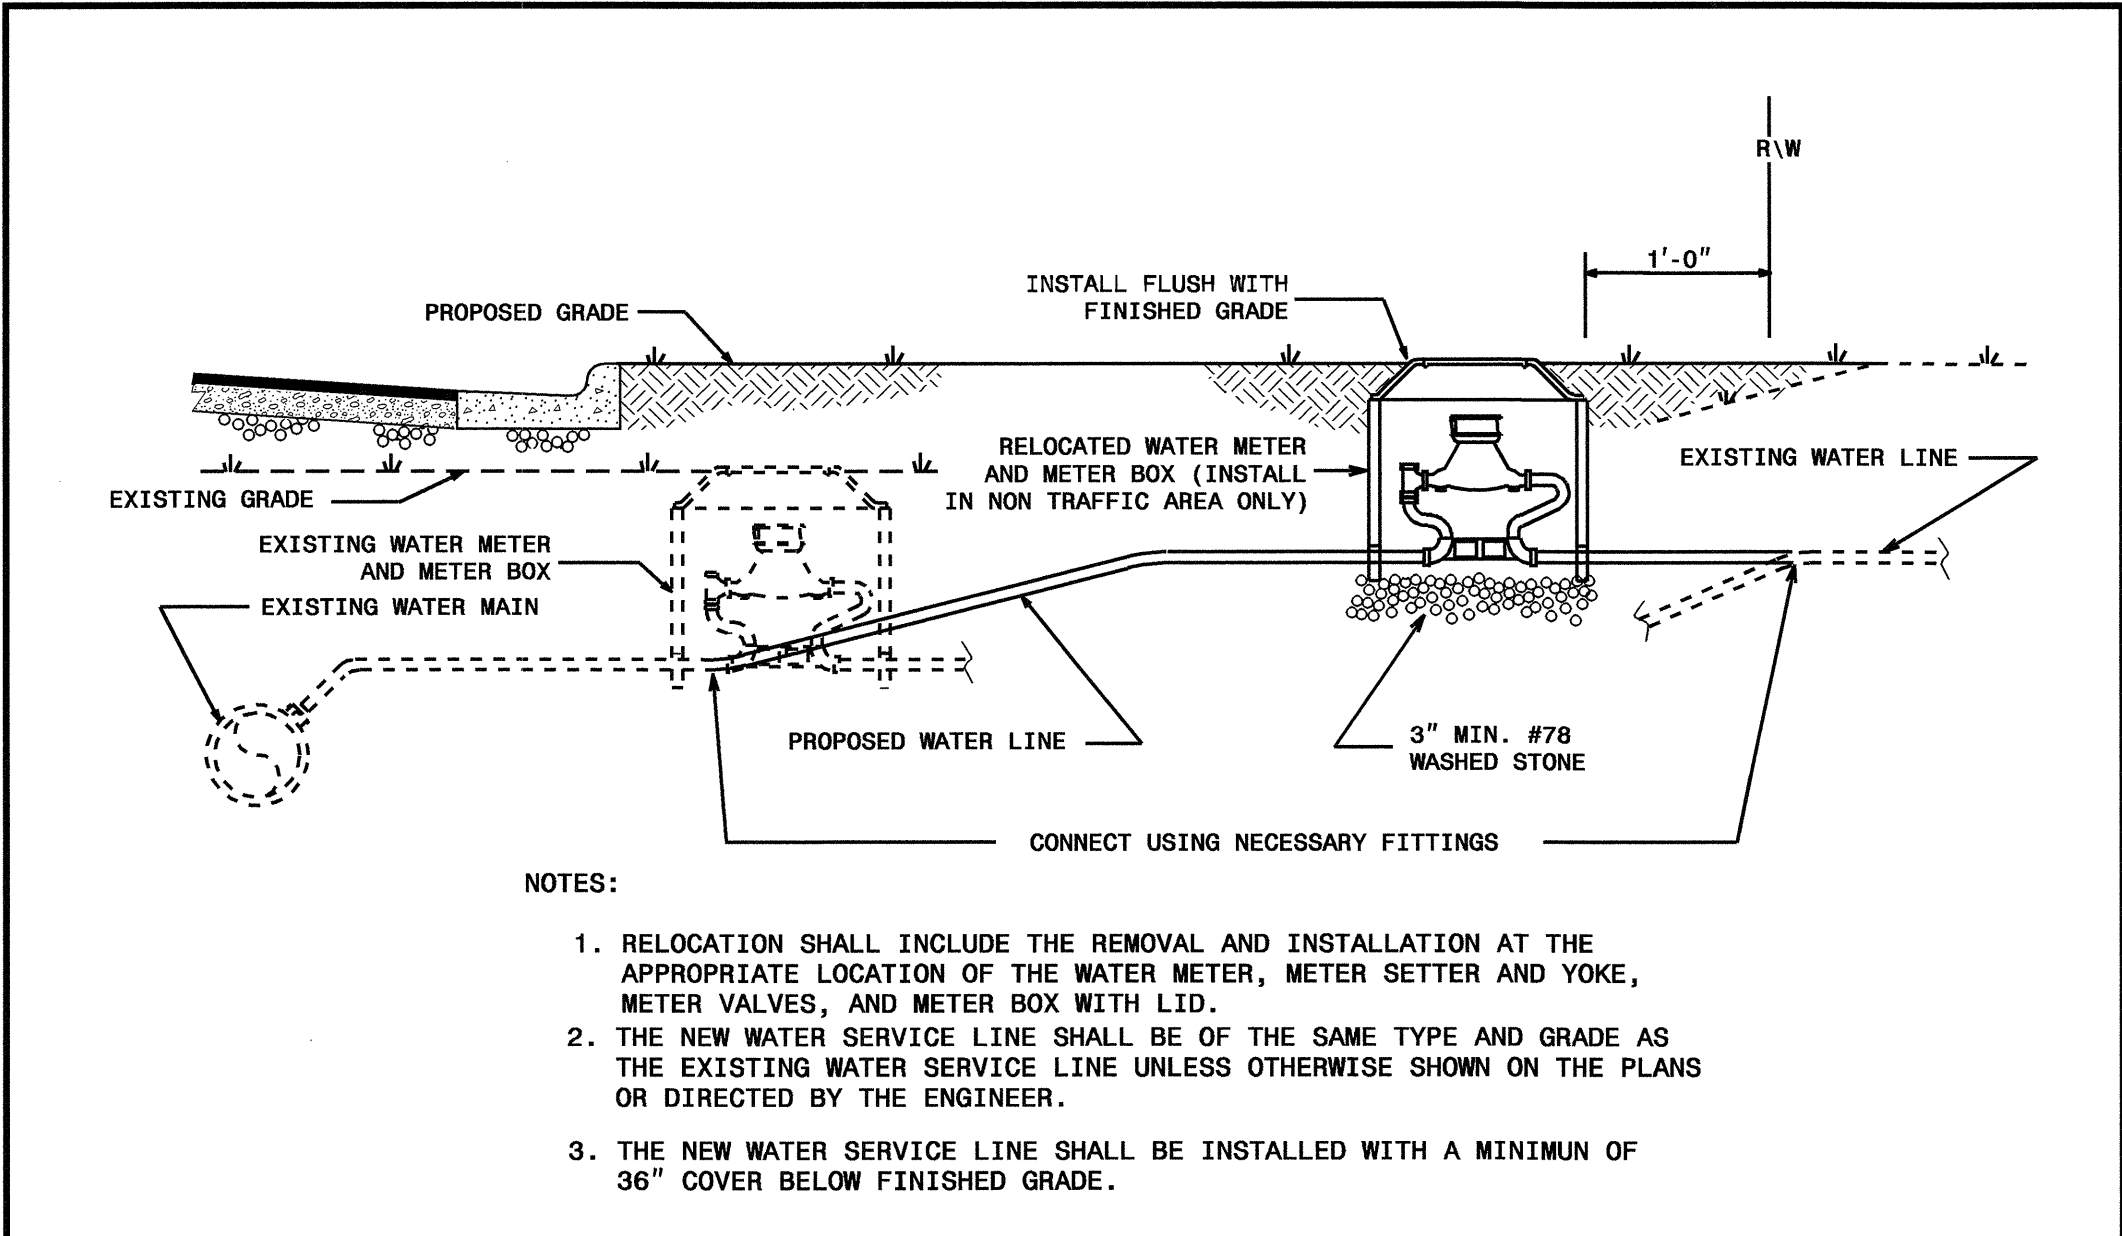 R\W
1'-0"
INSTALL FLUSH WITH
FINISHED GRADE
PROPOSED GRADE
RELOCATED WATER METER
AND METER BOX (INSTALL
IN NON TRAFFIC AREA ONLY)
EXISTING WATER LINE
EXISTING GRADE
EXISTING WATER METER
AND METER BOX
EXISTING WATER MAIN
PROPOSED WATER LINE
3" MIN. #78
WASHED STONE
CONNECT USING NECESSARY FITTINGS
NOTES:
1. RELOCATION SHALL INCLUDE THE REMOVAL AND INSTALLATION AT THE
APPROPRIATE LOCATION OF THE WATER METER, METER SETTER AND YOKE,
METER VALVES, AND METER BOX WITH LID.
2. THE NEW WATER SERVICE LINE SHALL BE OF THE SAME TYPE AND GRADE AS
THE EXISTING WATER SERVICE LINE UNLESS OTHERWISE SHOWN ON THE PLANS
OR DIRECTED BY THE ENGINEER.
3. THE NEW WATER SERVICE LINE SHALL BE INSTALLED WITH A MINIMUN OF
36" COVER BELOW FINISHED GRADE.